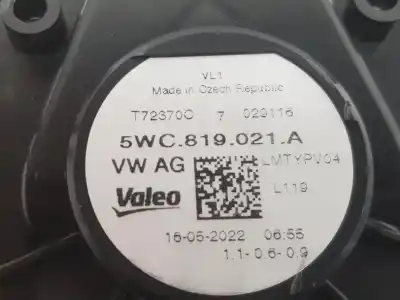 VL1
Made in Czech Republic
T72370C 7 029116
5WC.819.021.A
VW AG LMTYPV04
Valeo L119
16-05-2022 06:55
1.1- 0.6- 0.9